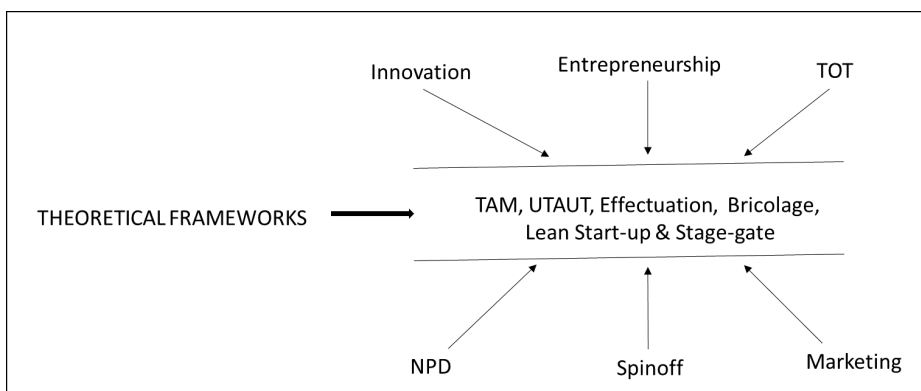 Innovation
Entrepreneurship
TOT
THEORETICAL FRAMEWORKS
TAM, UTAUT, Effectuation, Bricolage,
Lean Start-up & Stage-gate
NPD
Spinoff
Marketing